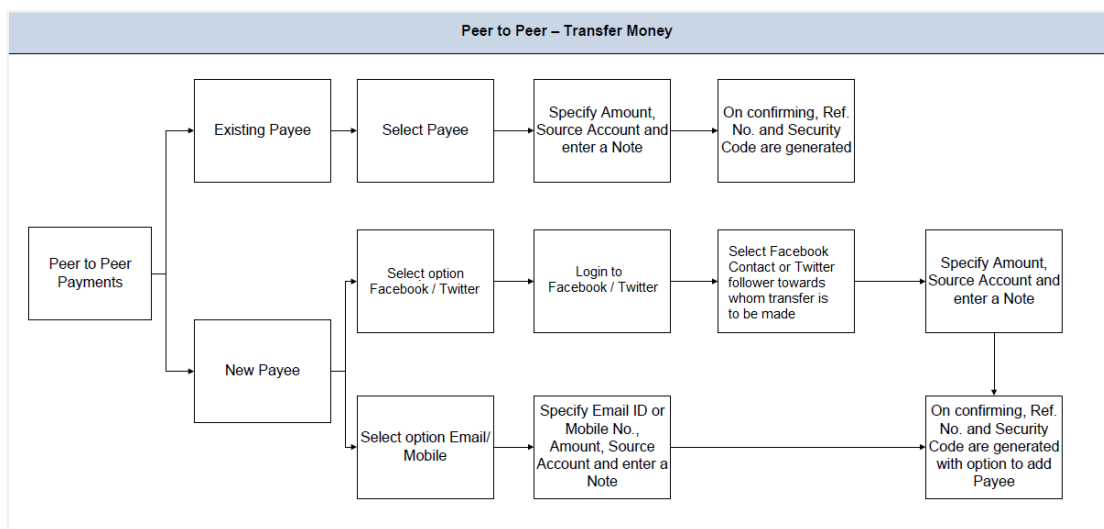 Peer to Peer – Transfer Money
Existing Payee
Select Payee
Specify Amount,
Source Account and
enter a Note
On confirming, Ref.
No. and Security
Code are generated
Peer to Peer
Payments
New Payee
Select option
Facebook / Twitter
Login to
Facebook / Twitter
Select Facebook
Contact or Twitter
follower towards
whom transfer is
to be made
Specify Amount,
Source Account and
enter a Note
Select option Email/
Mobile
Specify Email ID or
Mobile No.,
Amount, Source
Account and enter a
Note
On confirming, Ref.
No. and Security
Code are generated
with option to add
Payee